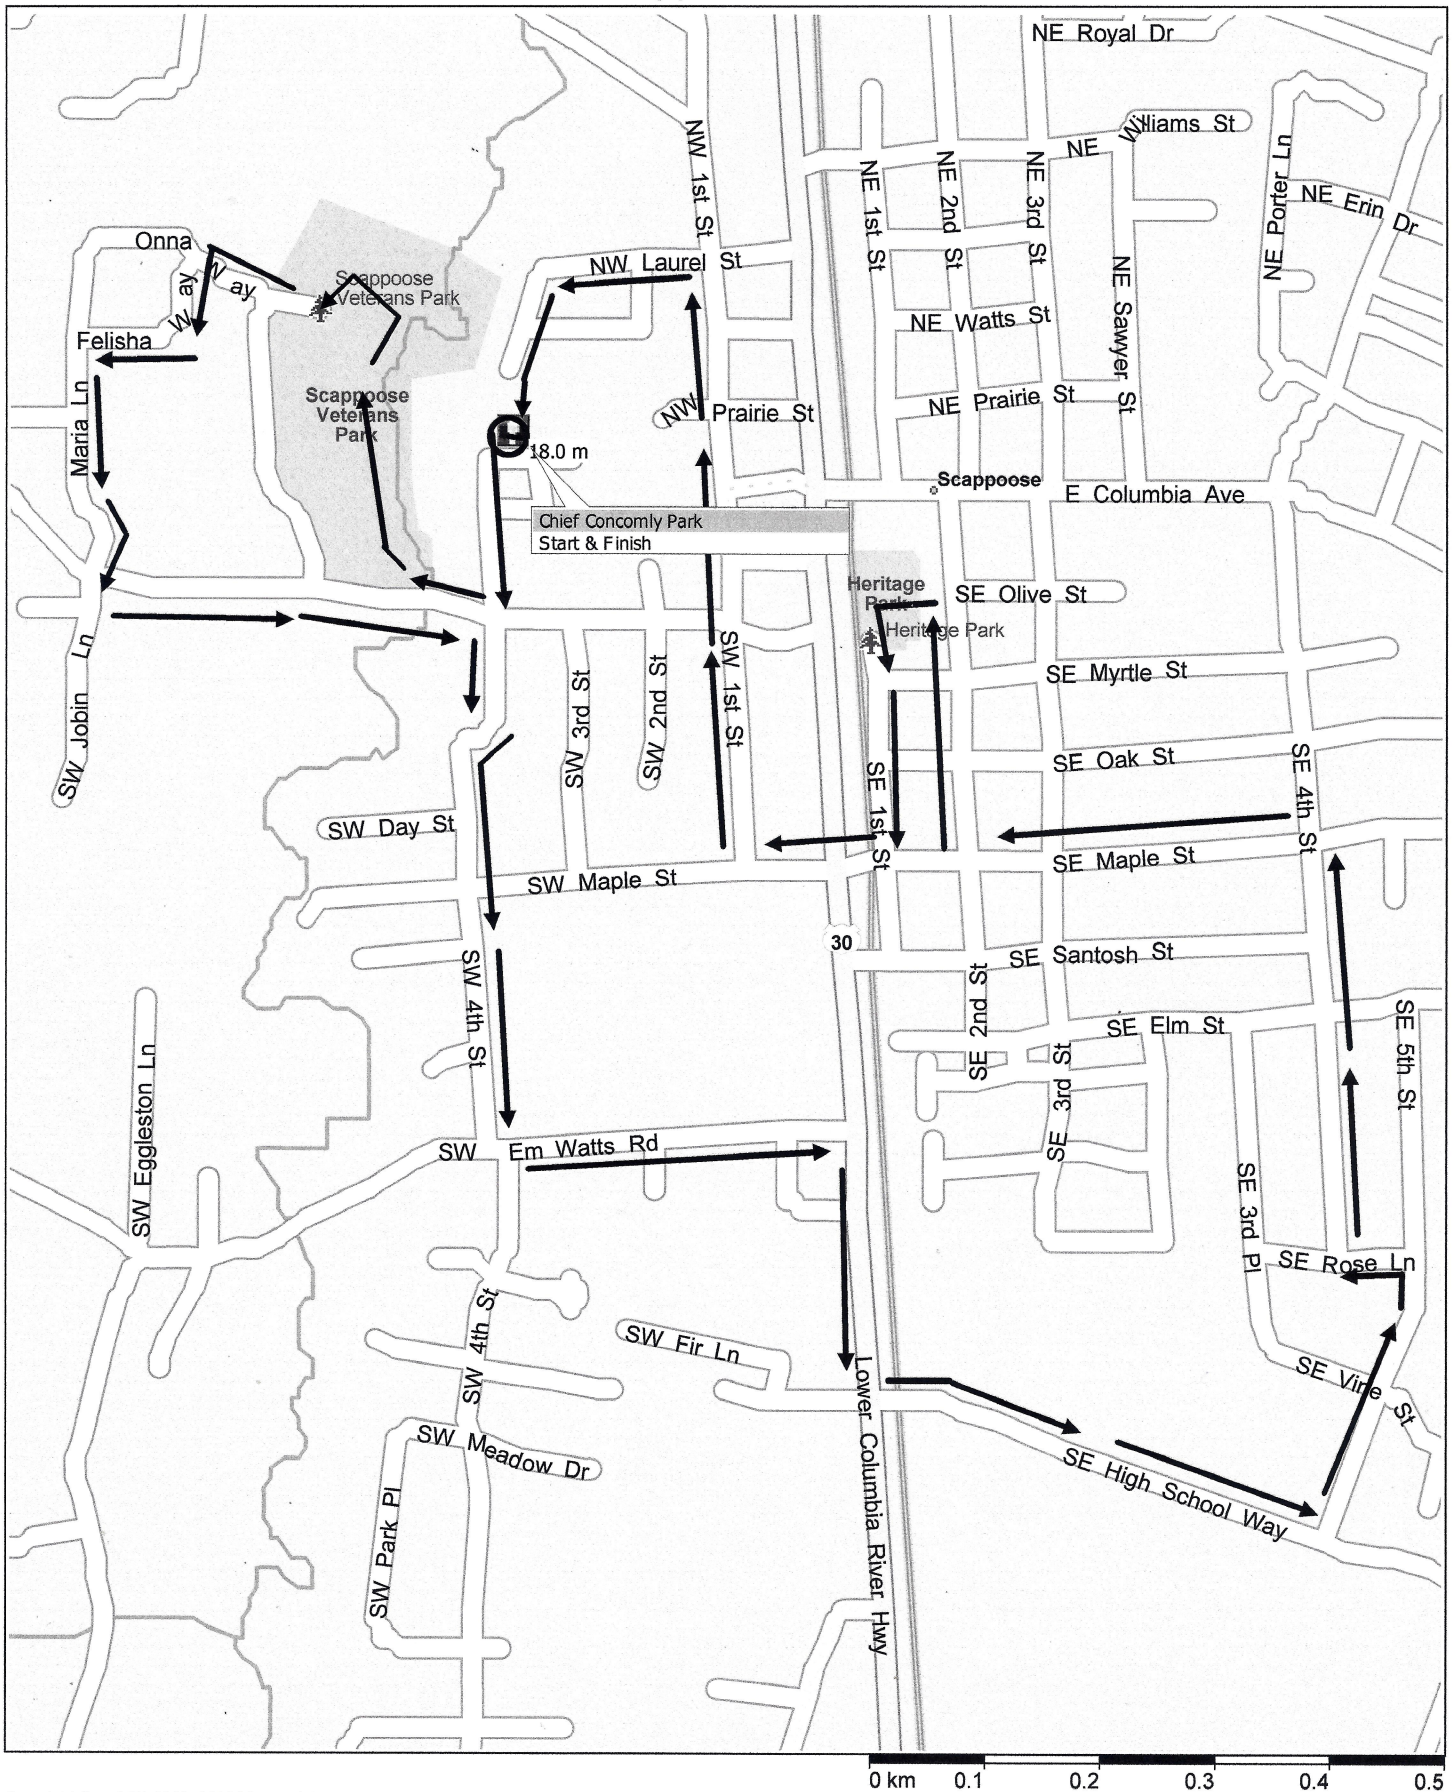 NE Royal Dr
NE Williams St
NW 1st St
NE 1st St
NE 2nd St
NE 3rd St
NE Porter Ln
NE Erin Dr
Onna Way
Scappoose
Veterans Park
NW Laurel St
NE Sawyer St
NE Watts St
Felisha Way
Scappoose
Veterans
Park
Maria Ln
NW Prairie St
NE Prairie St
18.0 m
Scappoose
E Columbia Ave
Chief Concomly Park
Start & Finish
Heritage
Park
SE Olive St
Heritage Park
SW Jobin Ln
SW 3rd St
SW 2nd St
SW 1st St
SE Myrtle St
SE Oak St
SE 1st St
SE 4th St
SW Day St
SW Maple St
SE Maple St
30
SE Santosh St
SW 4th St
SE 2nd St
SE Elm St
SE 5th St
SW Eggleston Ln
SE 3rd St
SW Em Watts Rd
SE 3rd Pl
SE Rose Ln
SW 4th St
SW Fir Ln
SE Vine St
Lower Columbia River Hwy
SW Meadow Dr
SE High School Way
SW Park Pl
0 km 0.1 0.2 0.3 0.4 0.5